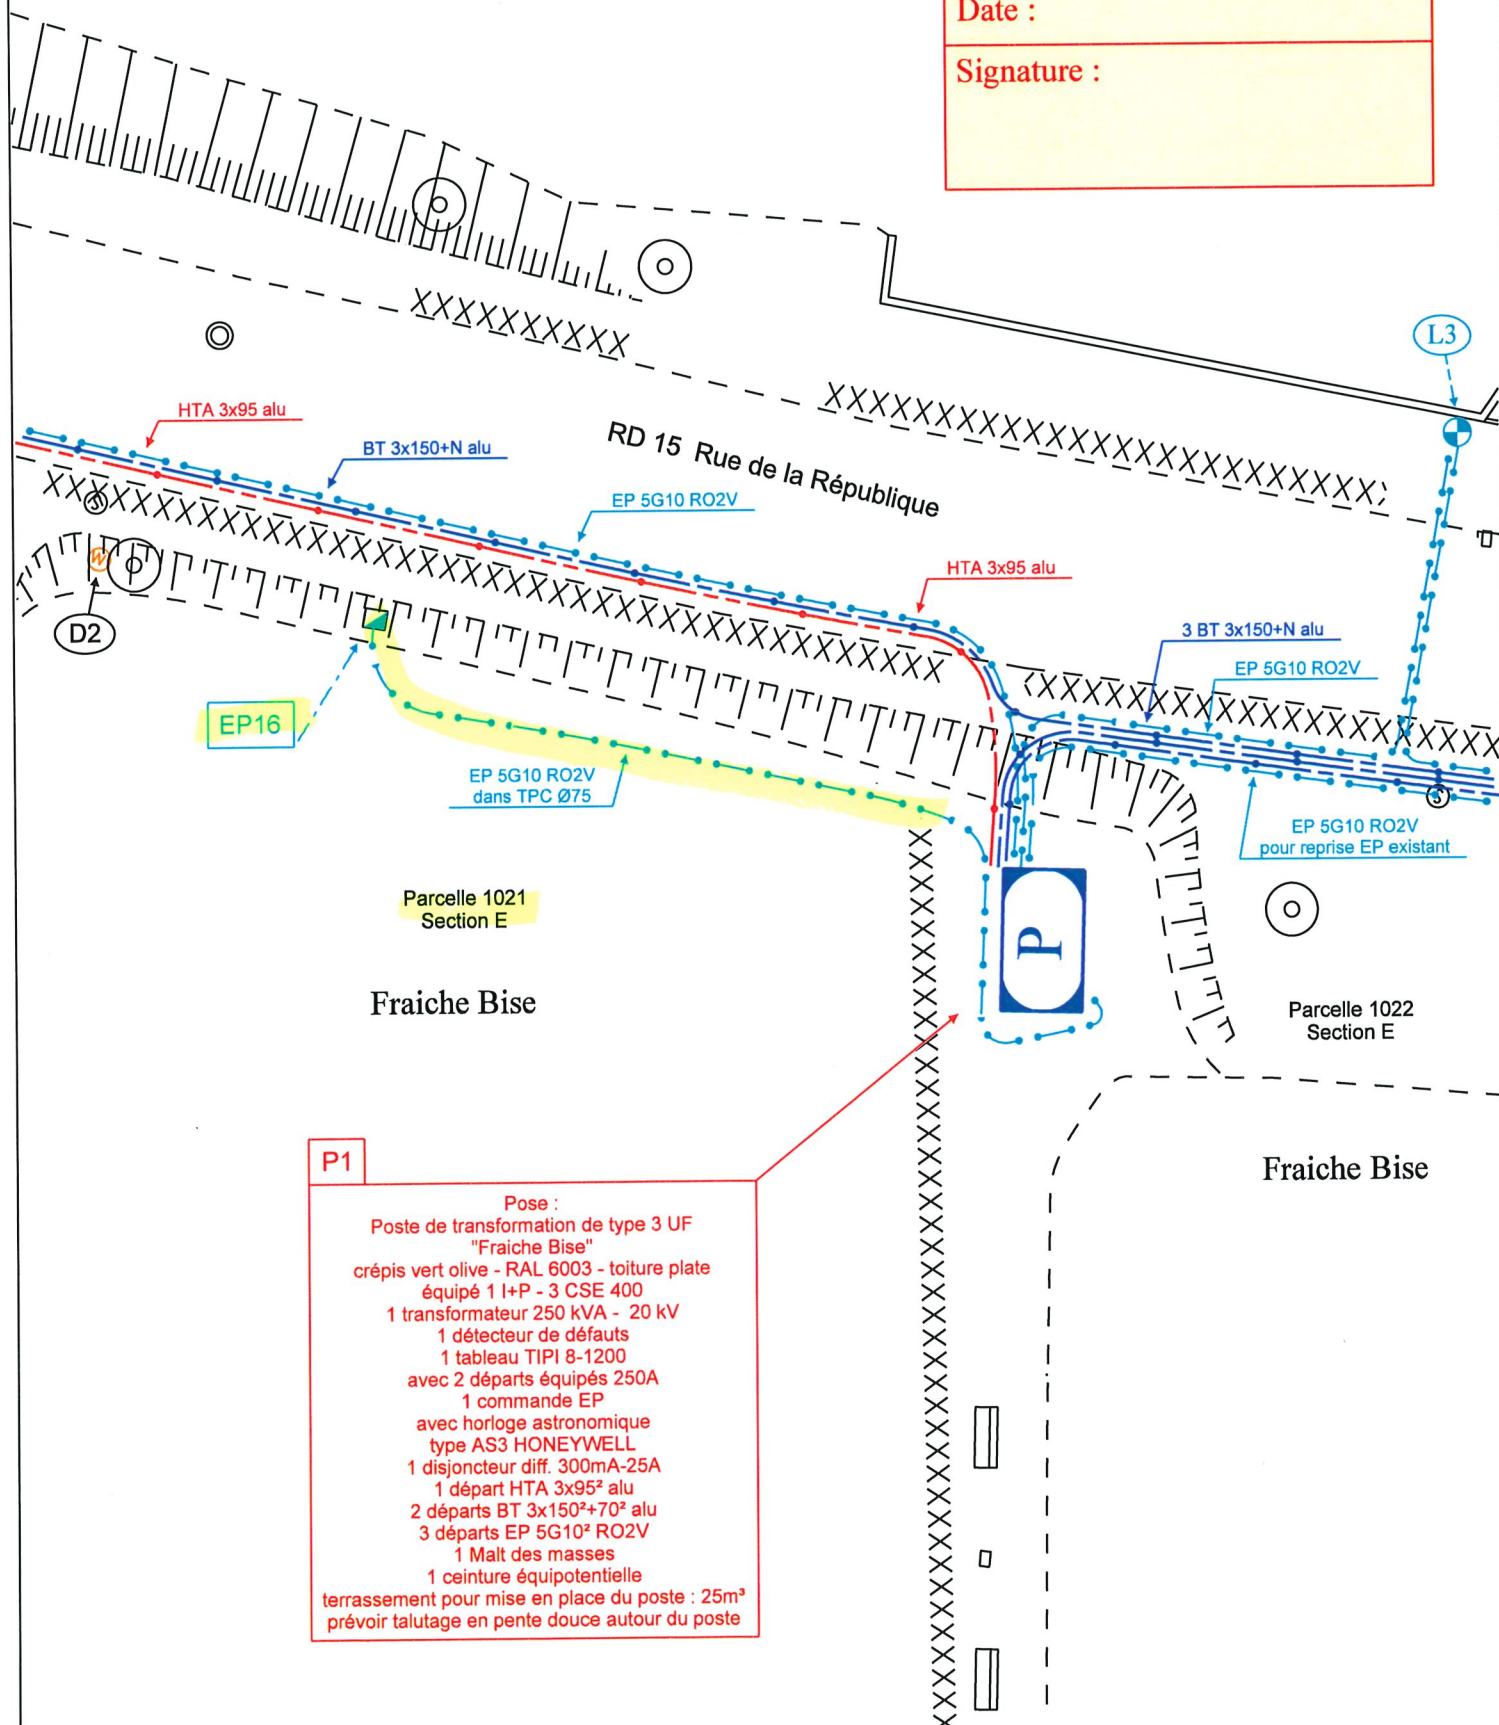 Date :
Signature :
L3
HTA 3x95 alu
BT 3x150+N alu
RD 15 Rue de la République
EP 5G10 RO2V
HTA 3x95 alu
S
W
D2
3 BT 3x150+N alu
EP 5G10 RO2V
EP16
EP 5G10 RO2V
dans TPC Ø75
S
EP 5G10 RO2V
pour reprise EP existant
Parcelle 1021
Section E
P
Fraiche Bise
Parcelle 1022
Section E
Fraiche Bise
P1
Pose :
Poste de transformation de type 3 UF
"Fraiche Bise"
crépis vert olive - RAL 6003 - toiture plate
équipé 1 I+P - 3 CSE 400
1 transformateur 250 kVA - 20 kV
1 détecteur de défauts
1 tableau TIPI 8-1200
avec 2 départs équipés 250A
1 commande EP
avec horloge astronomique
type AS3 HONEYWELL
1 disjoncteur diff. 300mA-25A
1 départ HTA 3x95² alu
2 départs BT 3x150²+70² alu
3 départs EP 5G10² RO2V
1 Malt des masses
1 ceinture équipotentielle
terrassement pour mise en place du poste : 25m³
prévoir talutage en pente douce autour du poste